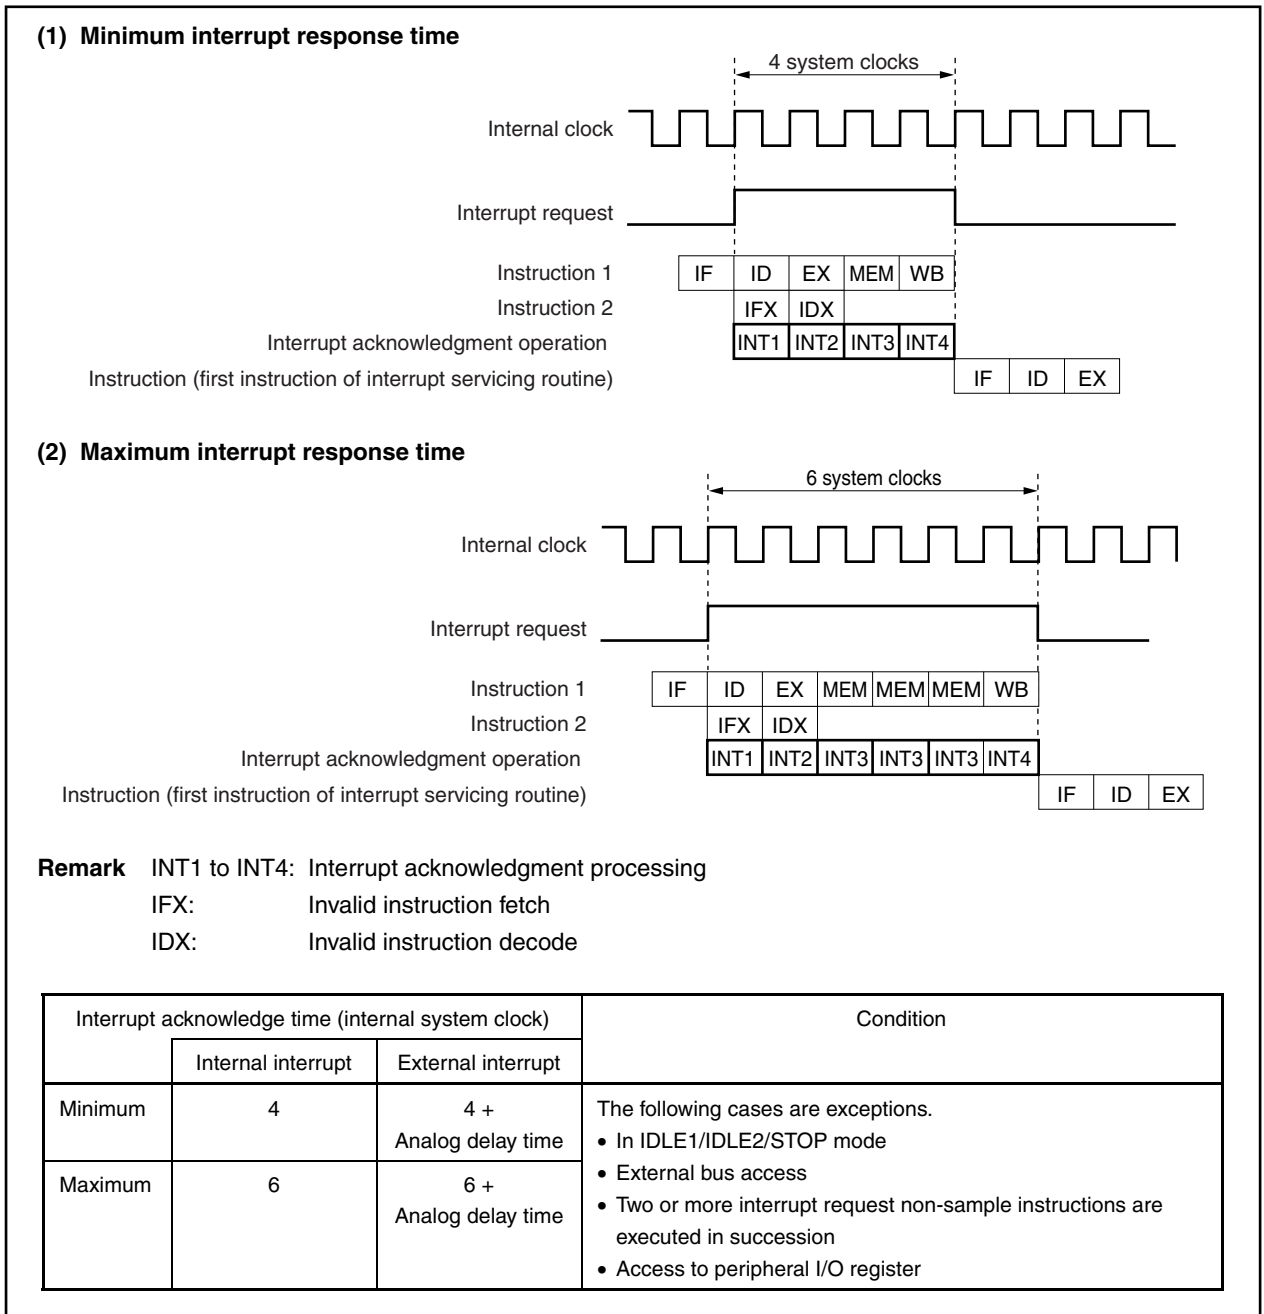 (1) Minimum interrupt response time
4 system clocks
Internal clock
Interrupt request
Instruction 1 IF ID EX MEM WB
Instruction 2 IFX IDX
Interrupt acknowledgment operation INT1 INT2 INT3 INT4
Instruction (first instruction of interrupt servicing routine) IF ID EX
(2) Maximum interrupt response time
6 system clocks
Internal clock
Interrupt request
Instruction 1 IF ID EX MEM MEM MEM WB
Instruction 2 IFX IDX
Interrupt acknowledgment operation INT1 INT2 INT3 INT3 INT3 INT4
Instruction (first instruction of interrupt servicing routine) IF ID EX
Remark INT1 to INT4: Interrupt acknowledgment processing
IFX: Invalid instruction fetch
IDX: Invalid instruction decode
Interrupt acknowledge time (internal system clock) Condition
Internal interrupt External interrupt
Minimum 4 4 +
Analog delay time
Maximum 6 6 +
Analog delay time
The following cases are exceptions.
• In IDLE1/IDLE2/STOP mode
• External bus access
• Two or more interrupt request non-sample instructions are
executed in succession
• Access to peripheral I/O register